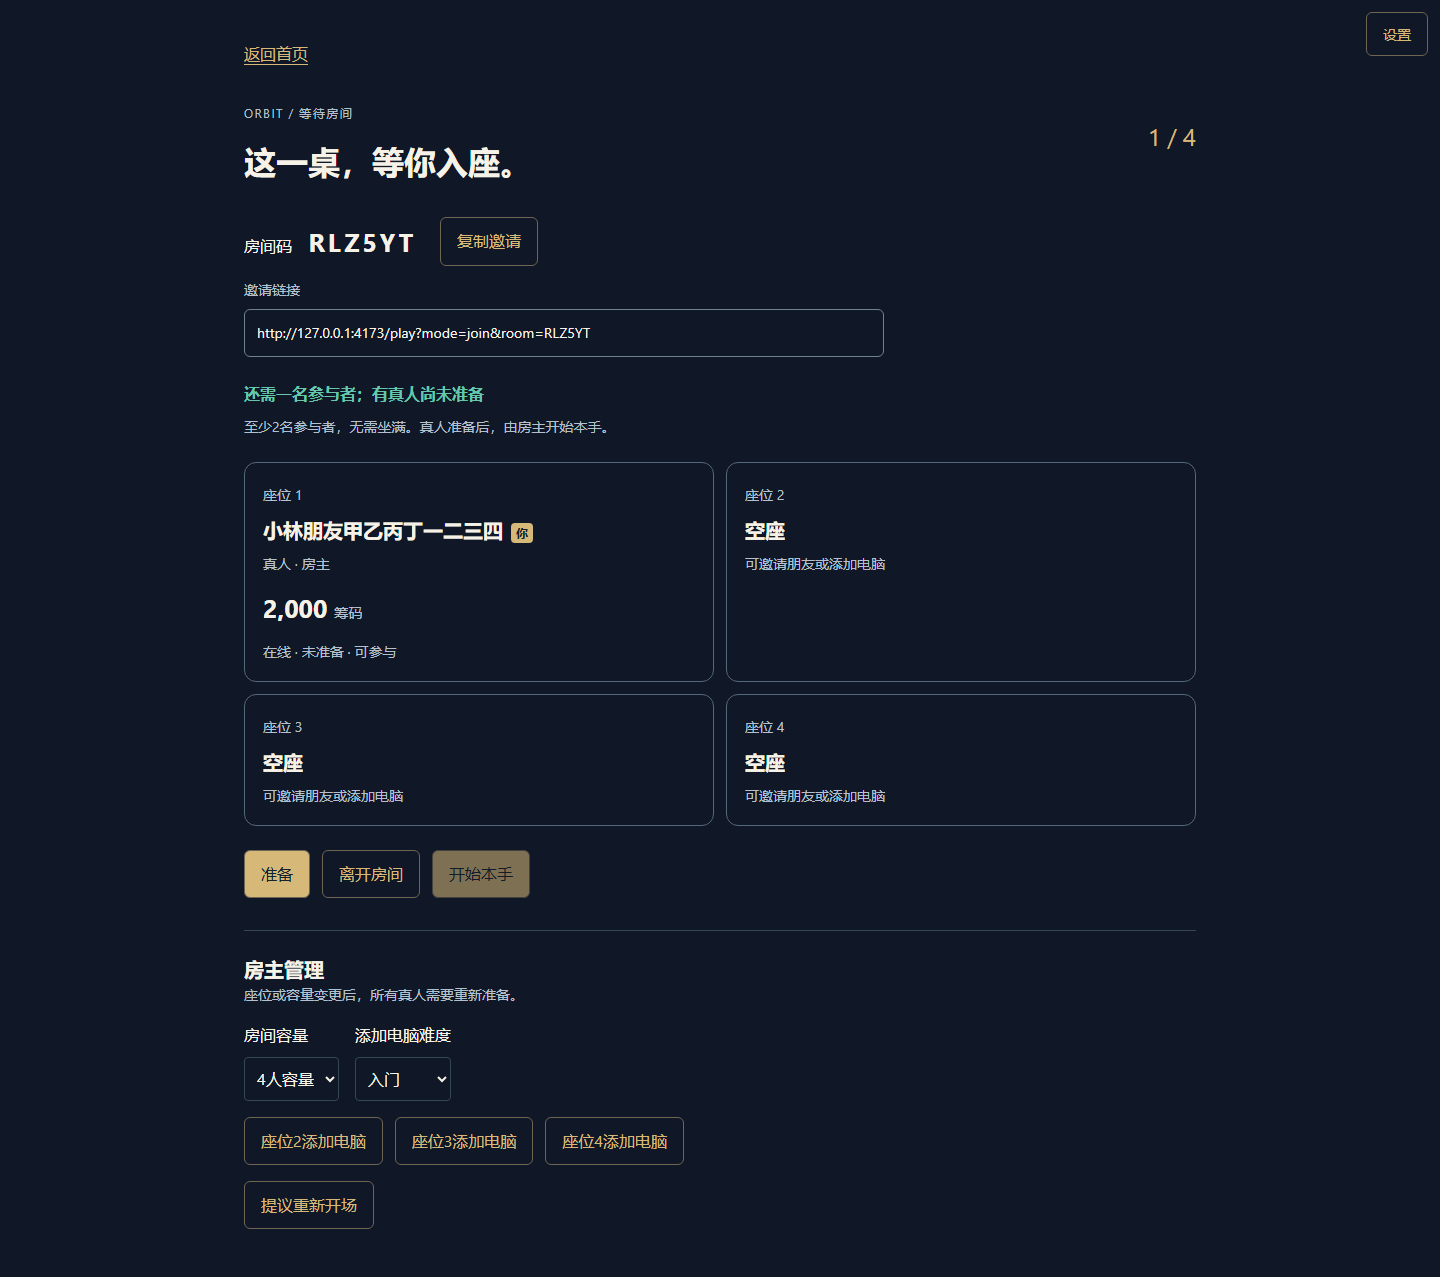 设置
返回首页
ORBIT / 等待房间
1 / 4
这一桌，等你入座。
房间码 RLZ5YT 复制邀请
邀请链接
http://127.0.0.1:4173/play?mode=join&room=RLZ5YT
还需一名参与者；有真人尚未准备
至少2名参与者，无需坐满。真人准备后，由房主开始本手。
座位 1
小林朋友甲乙丙丁一二三四 你
真人 · 房主
2,000 筹码
在线 · 未准备 · 可参与
座位 2
空座
可邀请朋友或添加电脑
座位 3
空座
可邀请朋友或添加电脑
座位 4
空座
可邀请朋友或添加电脑
准备 离开房间 开始本手
房主管理
座位或容量变更后，所有真人需要重新准备。
房间容量 添加电脑难度
4人容量 入门
座位2添加电脑 座位3添加电脑 座位4添加电脑
提议重新开场